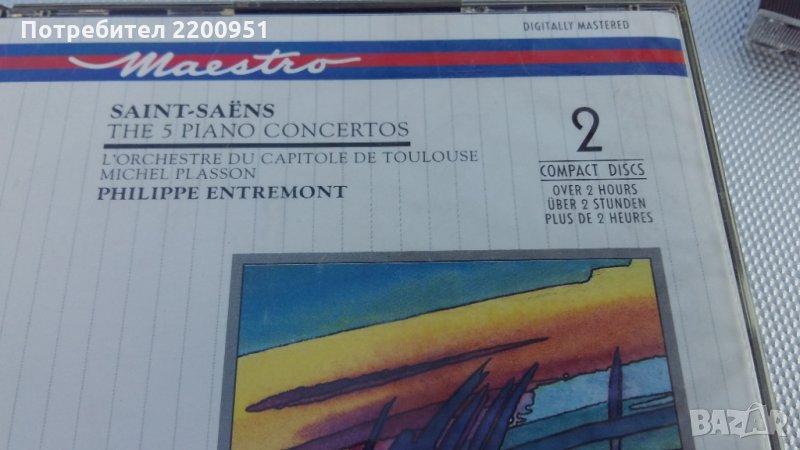 Потребител 2200951
DIGITALLY MASTERED
Maestro
SAINT-SAËNS
THE 5 PIANO CONCERTOS
L'ORCHESTRE DU CAPITOLE DE TOULOUSE
MICHEL PLASSON
PHILIPPE ENTREMONT
2
COMPACT DISCS
OVER 2 HOURS
ÜBER 2 STUNDEN
PLUS DE 2 HEURES
BAZAR